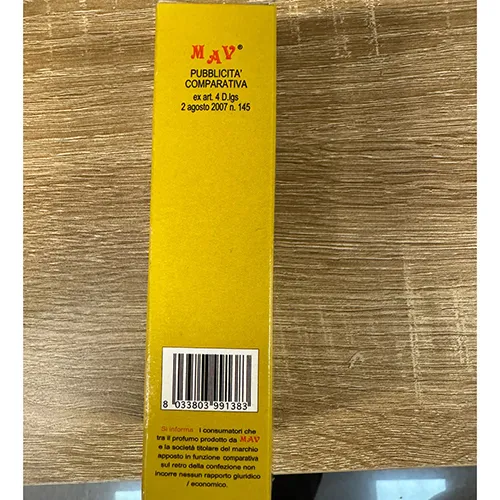 MAV®
PUBBLICITA'
COMPARATIVA
ex art. 4 D.lgs
2 agosto 2007 n. 145
8 033803 991383
Si informa i consumatori che
tra il profumo prodotto da MAV
e la società titolare del marchio
apposto in funzione comparativa
sul retro della confezione non
incorre nessun rapporto giuridico
/ economico.